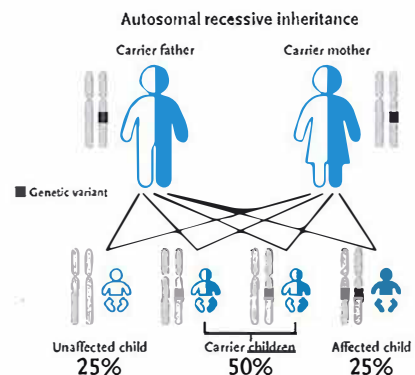 Autosomal recessive inheritance
Carrier father
Carrier mother
Genetic variant
Unaffected child
Carrier children
Affected child
25%
50%
25%